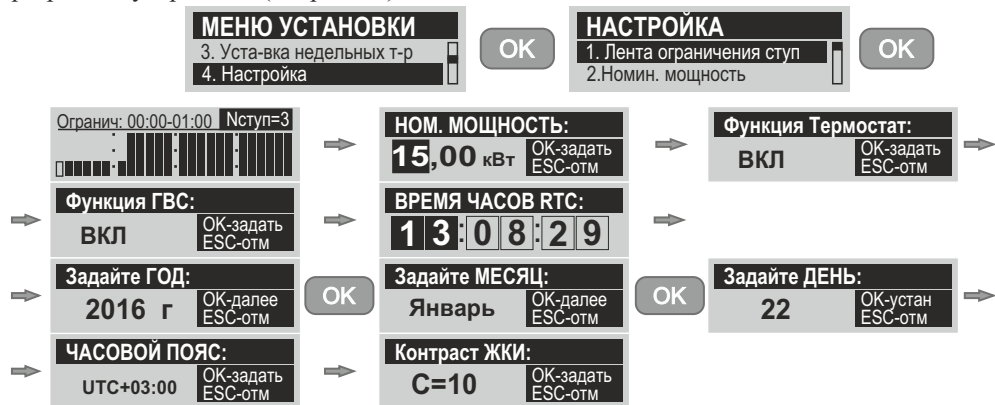 МЕНЮ УСТАНОВКИ
3. Уста-вка недельных т-р
4. Настройка
OK
НАСТРОЙКА
1. Лента ограничения ступ
2.Номин. мощность
OK
Огранич: 00:00-01:00 Nступ=3
НОМ. МОЩНОСТЬ:
15,00 кВт
OK-задать
ESC-отм
Функция Термостат:
ВКЛ
OK-задать
ESC-отм
Функция ГВС:
ВКЛ
OK-задать
ESC-отм
ВРЕМЯ ЧАСОВ RTC:
13:08:29
Задайте ГОД:
2016 г
OK-далее
ESC-отм
OK
Задайте МЕСЯЦ:
Январь
OK-далее
ESC-отм
OK
Задайте ДЕНЬ:
22
OK-устан
ESC-отм
ЧАСОВОЙ ПОЯС:
UTC+03:00
OK-задать
ESC-отм
Контраст ЖКИ:
C=10
OK-задать
ESC-отм